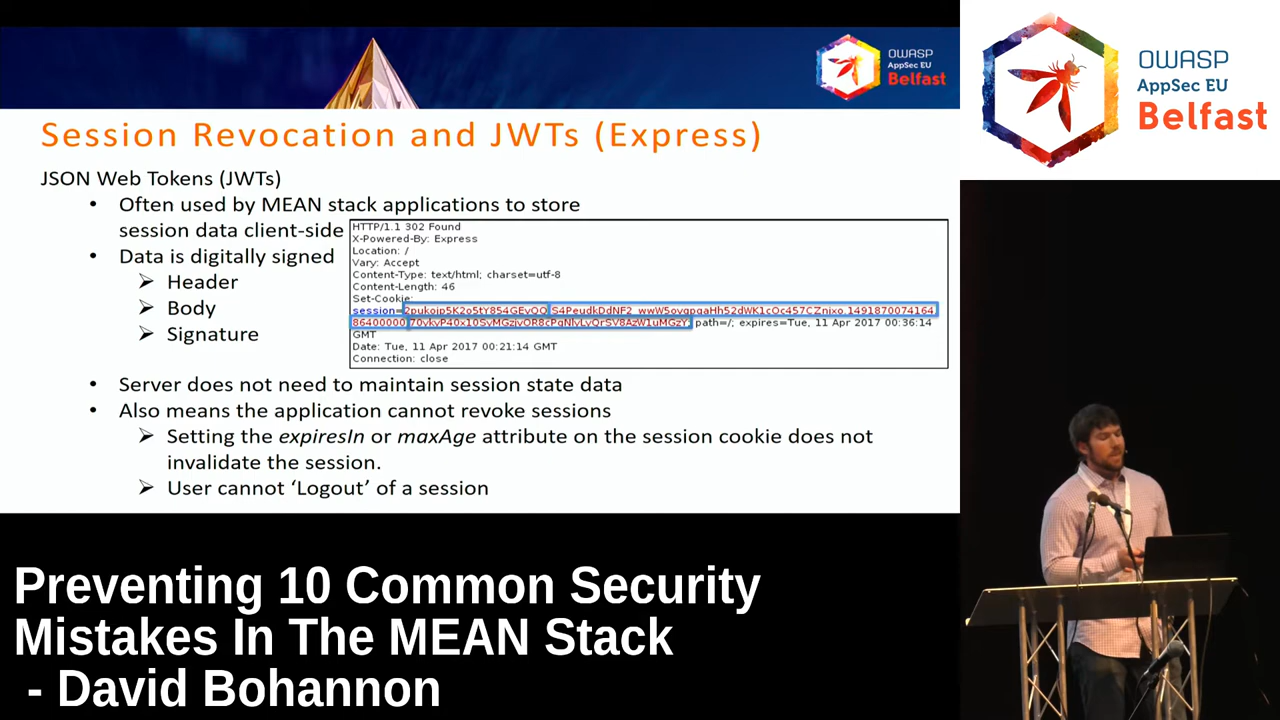 OWASP
AppSec EU
Belfast
OWASP
AppSec EU
Belfast
Session Revocation and JWTs (Express)
JSON Web Tokens (JWTs)
• Often used by MEAN stack applications to store
session data client-side
• Data is digitally signed
➢ Header
➢ Body
➢ Signature
HTTP/1.1 302 Found
X-Powered-By: Express
Location: /
Vary: Accept
Content-Type: text/html; charset=utf-8
Content-Length: 46
Set-Cookie:
session=
path=/; expires=Tue, 11 Apr 2017 00:36:14
GMT
Date: Tue, 11 Apr 2017 00:21:14 GMT
Connection: close
• Server does not need to maintain session state data
• Also means the application cannot revoke sessions
➢ Setting the expiresIn or maxAge attribute on the session cookie does not
invalidate the session.
➢ User cannot ‘Logout’ of a session
Preventing 10 Common Security
Mistakes In The MEAN Stack
- David Bohannon